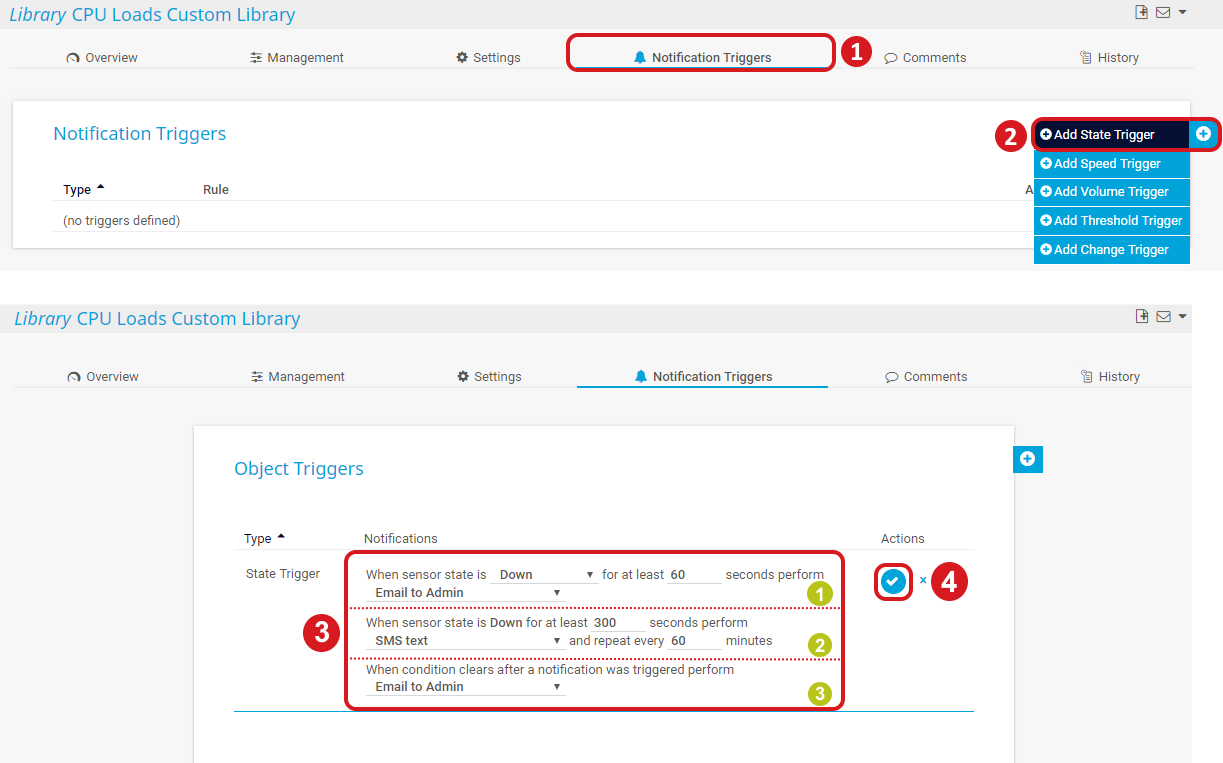 Library CPU Loads Custom Library
Overview Management Settings Notification Triggers 1 Comments History
Notification Triggers
2 Add State Trigger
Add Speed Trigger
Type Rule A
Add Volume Trigger
(no triggers defined)
Add Threshold Trigger
Add Change Trigger
Library CPU Loads Custom Library
Overview Management Settings Notification Triggers Comments History
Object Triggers
Type Notifications Actions
State Trigger When sensor state is Down for at least 60 seconds perform
Email to Admin 1
× 4
When sensor state is Down for at least 300 seconds perform
3
SMS text and repeat every 60 minutes 2
When condition clears after a notification was triggered perform
Email to Admin 3